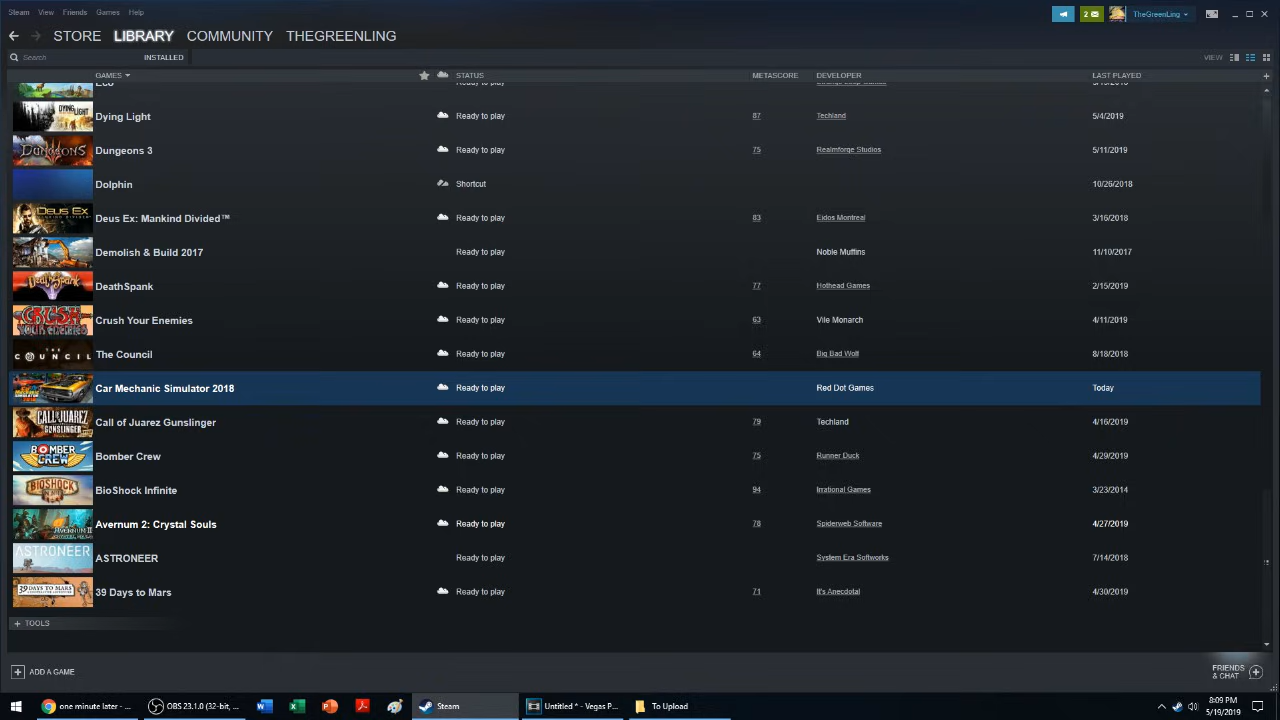 Steam View Friends Games Help
2 TheGreenLing
STORE LIBRARY COMMUNITY THEGREENLING
Search INSTALLED VIEW
GAMES STATUS METASCORE DEVELOPER LAST PLAYED
Eco Ready to play
Dying Light Ready to play 87 Techland 5/4/2019
Dungeons 3 Ready to play 75 Realmforge Studios 5/11/2019
Dolphin Shortcut 10/26/2018
Deus Ex: Mankind Divided™ Ready to play 83 Eidos Montreal 3/16/2018
Demolish & Build 2017 Ready to play Noble Muffins 11/10/2017
DeathSpank Ready to play 77 Hothead Games 2/15/2019
Crush Your Enemies Ready to play 63 Vile Monarch 4/11/2019
The Council Ready to play 64 Big Bad Wolf 8/18/2018
Car Mechanic Simulator 2018 Ready to play Red Dot Games Today
Call of Juarez Gunslinger Ready to play 79 Techland 4/16/2019
Bomber Crew Ready to play 75 Runner Duck 4/29/2019
BioShock Infinite Ready to play 94 Irrational Games 3/23/2014
Avernum 2: Crystal Souls Ready to play 78 Spiderweb Software 4/27/2019
ASTRONEER Ready to play System Era Softworks 7/14/2018
39 Days to Mars Ready to play 71 It's Anecdotal 4/30/2019
+ TOOLS
+ ADD A GAME FRIENDS & CHAT +
one minute later - ... OBS 23.1.0 (32-bit, ... Steam Untitled * - Vegas P... To Upload 8:09 PM
5/19/2019